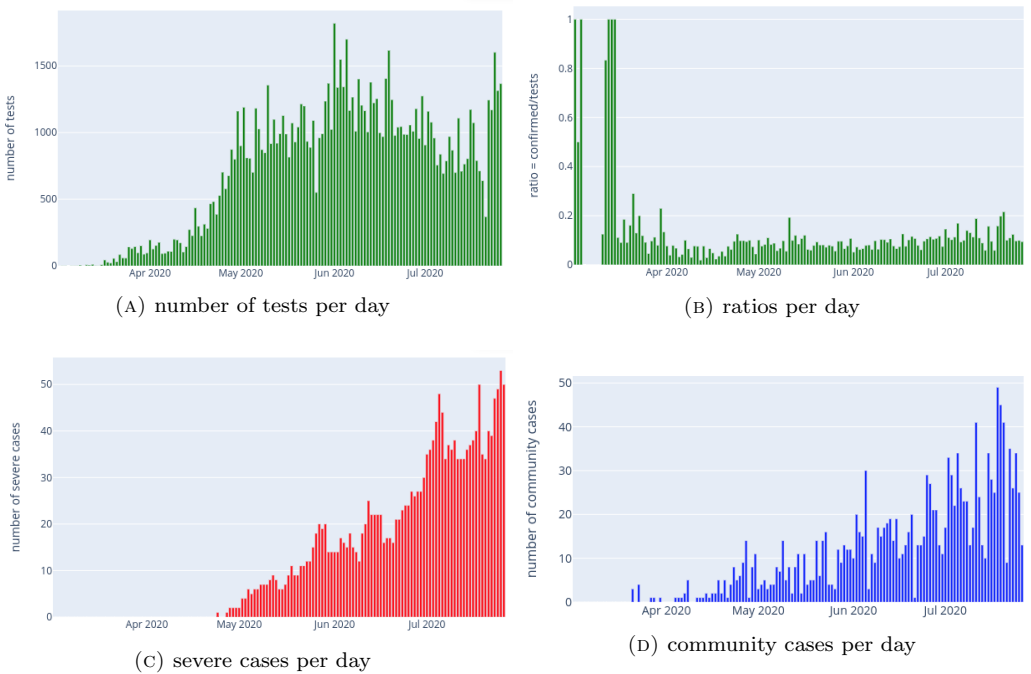 number of tests
1500
1000
500
0
Apr 2020 May 2020 Jun 2020 Jul 2020
(A) number of tests per day
ratio = confirmed/tests
1
0.8
0.6
0.4
0.2
0
Apr 2020 May 2020 Jun 2020 Jul 2020
(B) ratios per day
number of severe cases
50
40
30
20
10
0
Apr 2020 May 2020 Jun 2020 Jul 2020
(C) severe cases per day
number of community cases
50
40
30
20
10
0
Apr 2020 May 2020 Jun 2020 Jul 2020
(D) community cases per day